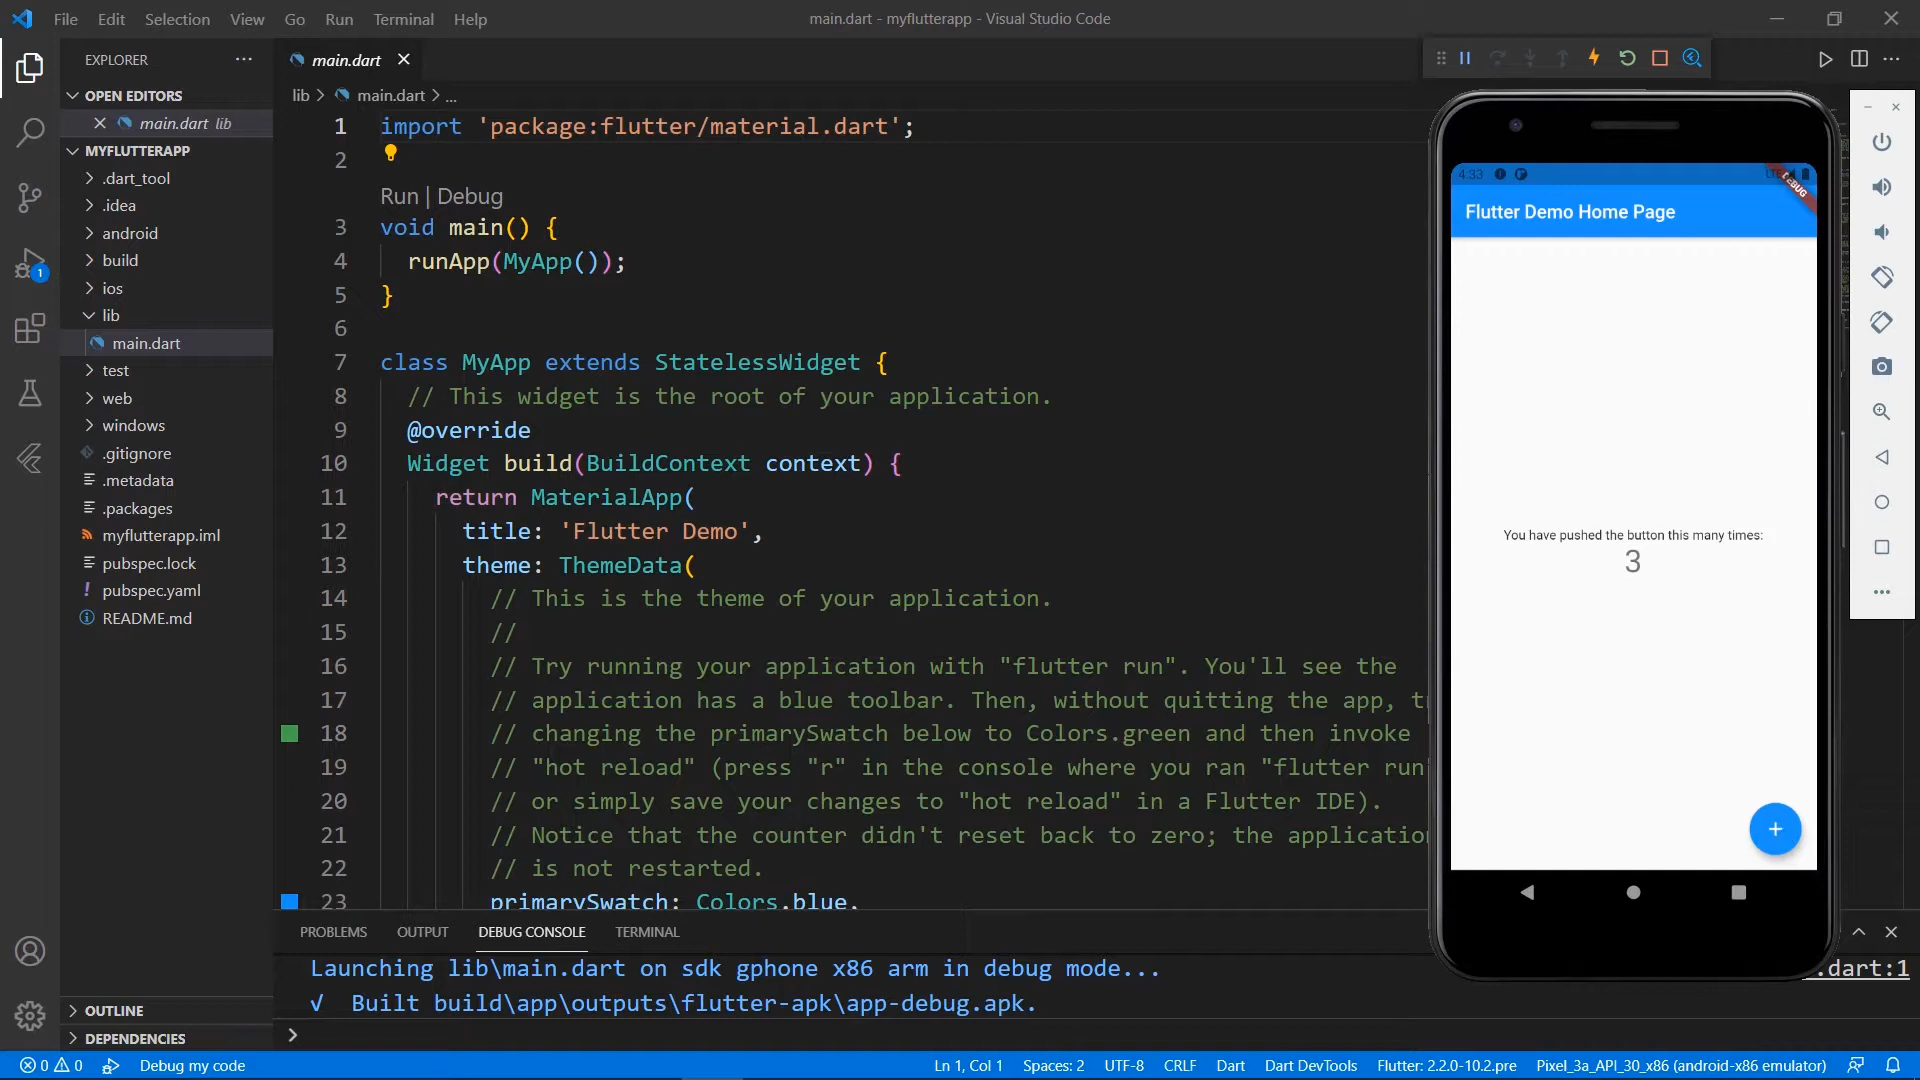 File Edit Selection View Go Run Terminal Help
main.dart - myflutterapp - Visual Studio Code
EXPLORER
OPEN EDITORS
main.dart lib
MYFLUTTERAPP
.dart_tool
.idea
android
build
ios
lib
main.dart
test
web
windows
.gitignore
.metadata
.packages
myflutterapp.iml
pubspec.lock
pubspec.yaml
README.md
OUTLINE
DEPENDENCIES
1
main.dart
lib > main.dart > ...
1 import 'package:flutter/material.dart';
2
Run | Debug
3 void main() {
4 runApp(MyApp());
5 }
6
7 class MyApp extends StatelessWidget {
8 // This widget is the root of your application.
9 @override
10 Widget build(BuildContext context) {
11 return MaterialApp(
12 title: 'Flutter Demo',
13 theme: ThemeData(
14 // This is the theme of your application.
15 //
16 // Try running your application with "flutter run". You'll see the
17 // application has a blue toolbar. Then, without quitting the app, t
18 // changing the primarySwatch below to Colors.green and then invoke
19 // "hot reload" (press "r" in the console where you ran "flutter run
20 // or simply save your changes to "hot reload" in a Flutter IDE).
21 // Notice that the counter didn't reset back to zero; the application
22 // is not restarted.
23 primarySwatch: Colors.blue,
4:33
DEBUG
Flutter Demo Home Page
You have pushed the button this many times:
3
PROBLEMS OUTPUT DEBUG CONSOLE TERMINAL
Launching lib\main.dart on sdk gphone x86 arm in debug mode...
.dart:1
√ Built build\app\outputs\flutter-apk\app-debug.apk.
>
0 0 Debug my code
Ln 1, Col 1 Spaces: 2 UTF-8 CRLF Dart Dart DevTools Flutter: 2.2.0-10.2.pre Pixel_3a_API_30_x86 (android-x86 emulator)